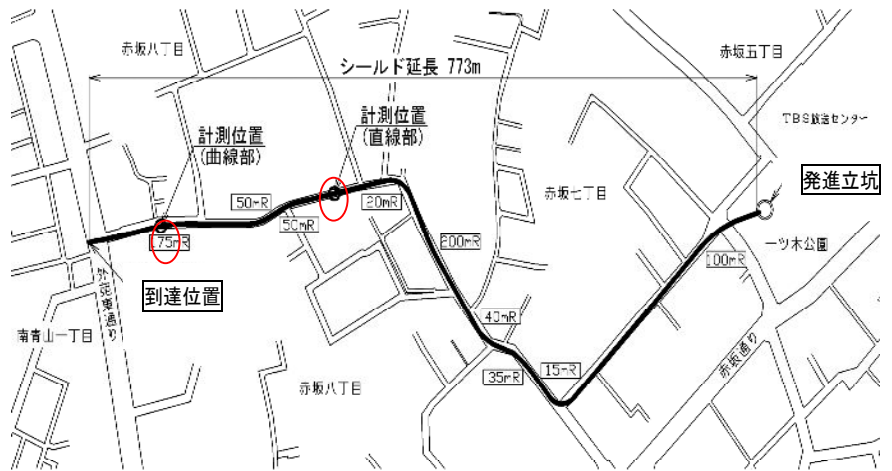 赤坂八丁目
赤坂五丁目
シールド延長 773m
TBS放送センター
計測位置
(曲線部)
計測位置
(直線部)
発進立坑
赤坂七丁目
50mR
50mR
20mR
200mR
175mR
100mR
一ツ木公園
到達位置
外苑東通り
南青山一丁目
40mR
35mR
15mR
赤坂通り
赤坂八丁目